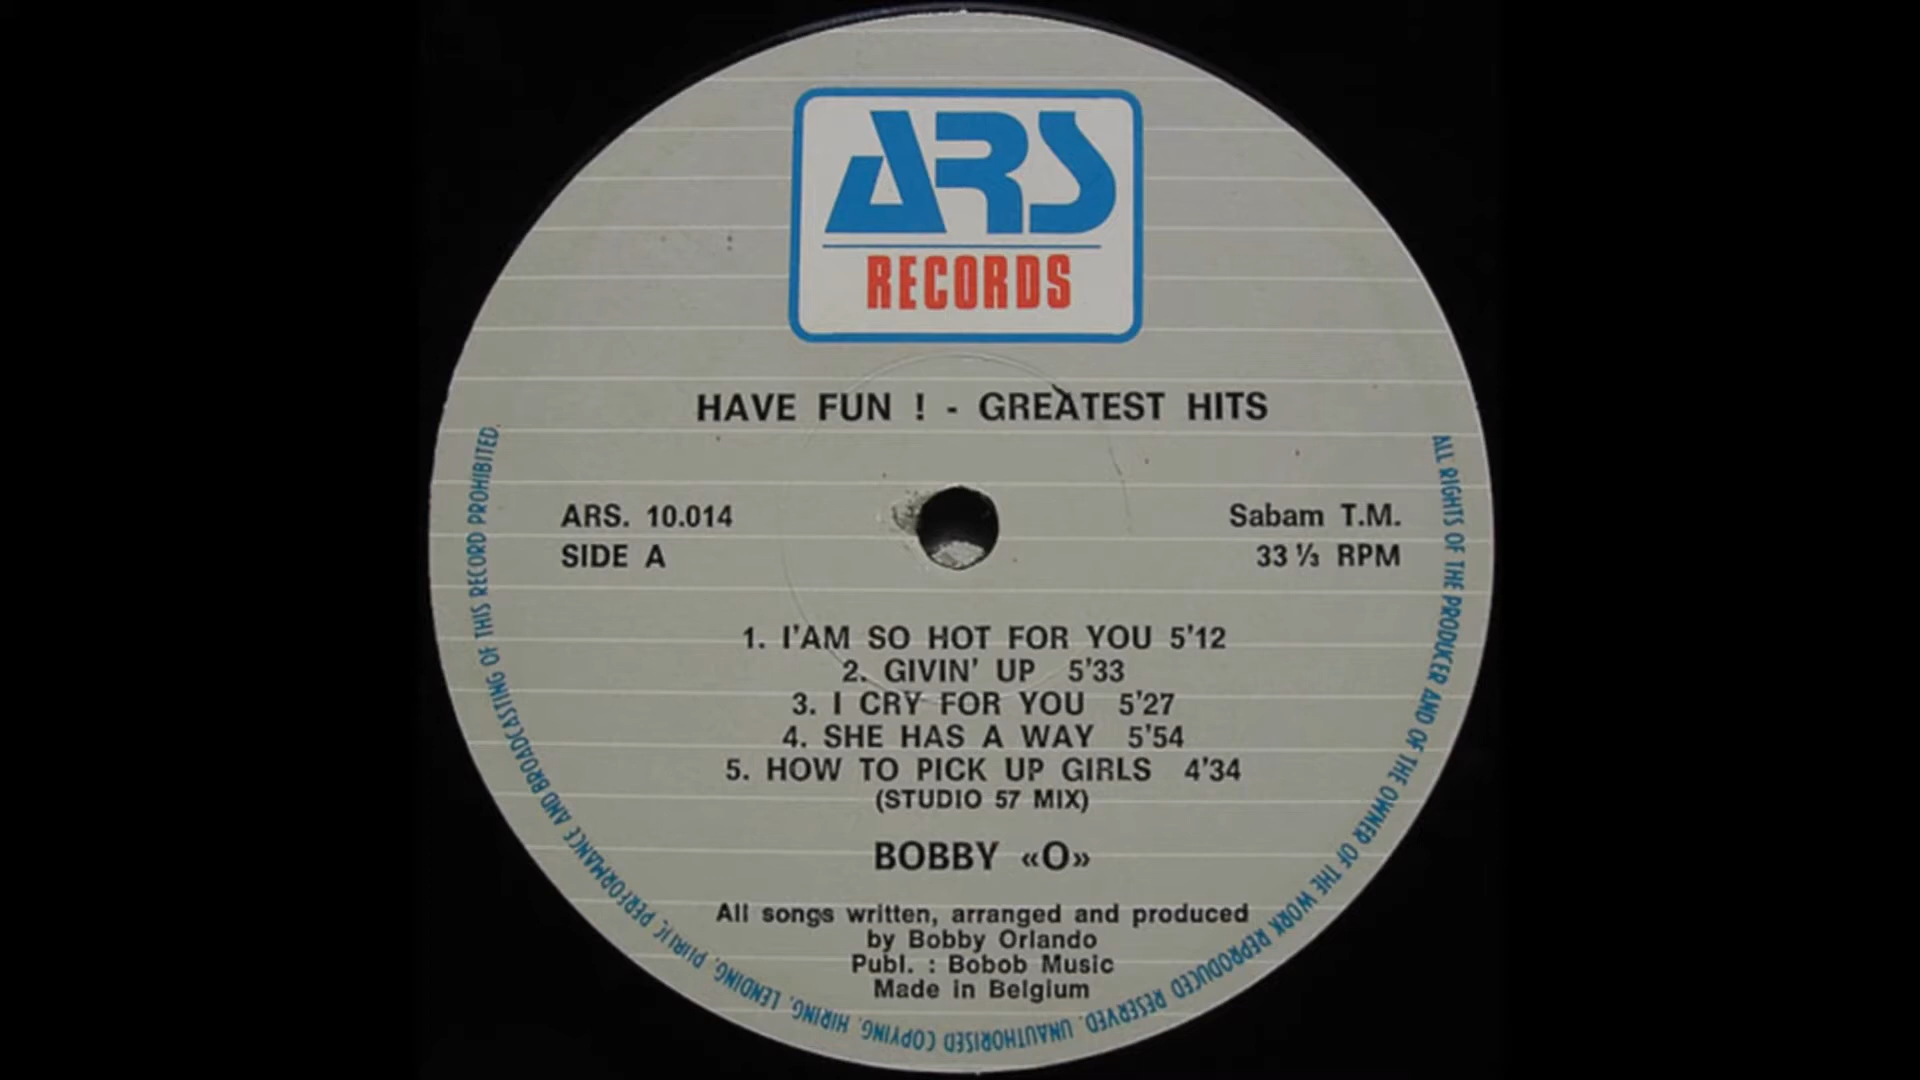 ARS
RECORDS
HAVE FUN ! - GREATEST HITS
ARS. 10.014
SIDE A
Sabam T.M.
33 ⅓ RPM
1. I'AM SO HOT FOR YOU 5'12
2. GIVIN' UP 5'33
3. I CRY FOR YOU 5'27
4. SHE HAS A WAY 5'54
5. HOW TO PICK UP GIRLS 4'34
(STUDIO 57 MIX)
BOBBY «O»
All songs written, arranged and produced
by Bobby Orlando
Publ. : Bobob Music
Made in Belgium
ALL RIGHTS OF THE PRODUCER AND OF THE OWNER OF THE WORK REPRODUCED RESERVED. UNAUTHORISED COPYING, HIRING, LENDING, PUBLIC PERFORMANCE AND BROADCASTING OF THIS RECORD PROHIBITED.